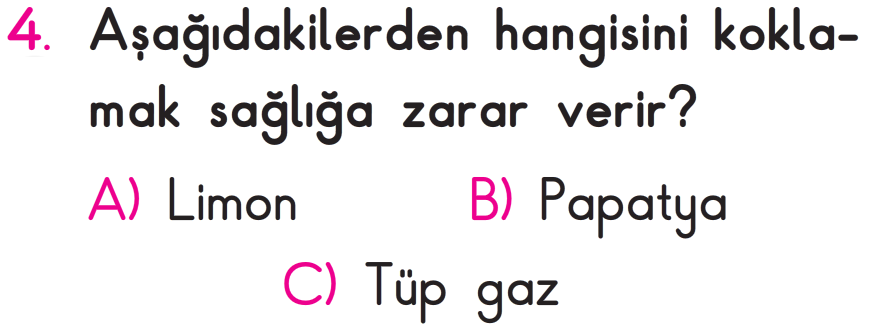 4. Aşağıdakilerden hangisini kokla-
mak sağlığa zarar verir?
A) Limon B) Papatya
C) Tüp gaz